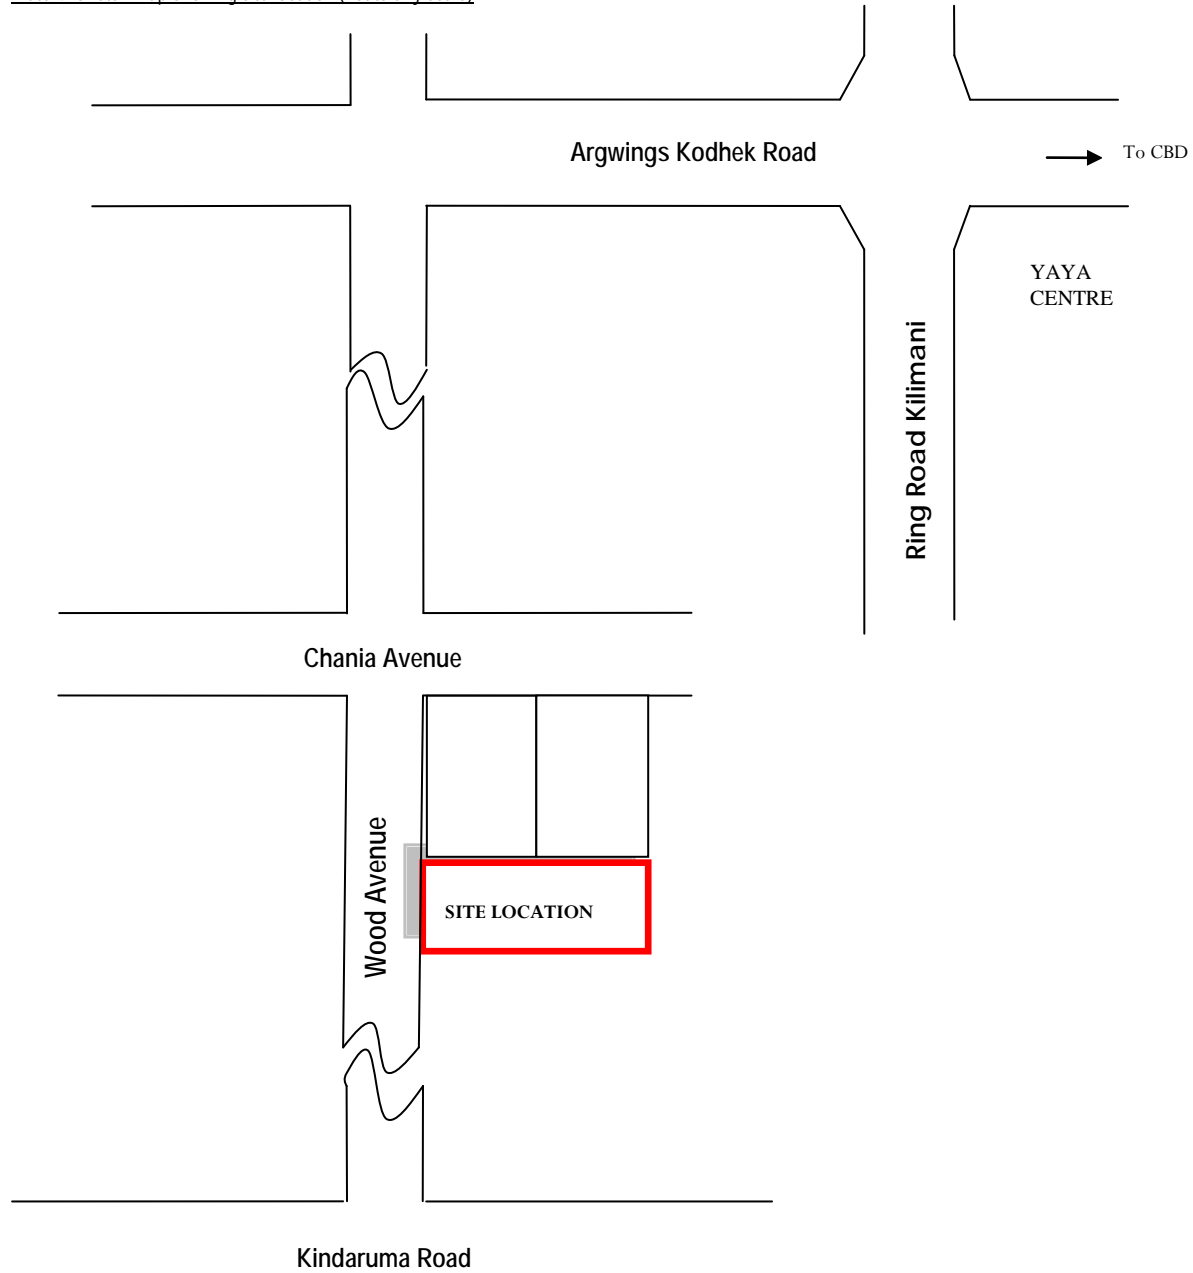 Argwings Kodhek Road
To CBD
YAYA
CENTRE
Ring Road Kilimani
Chania Avenue
Wood Avenue
SITE LOCATION
Kindaruma Road